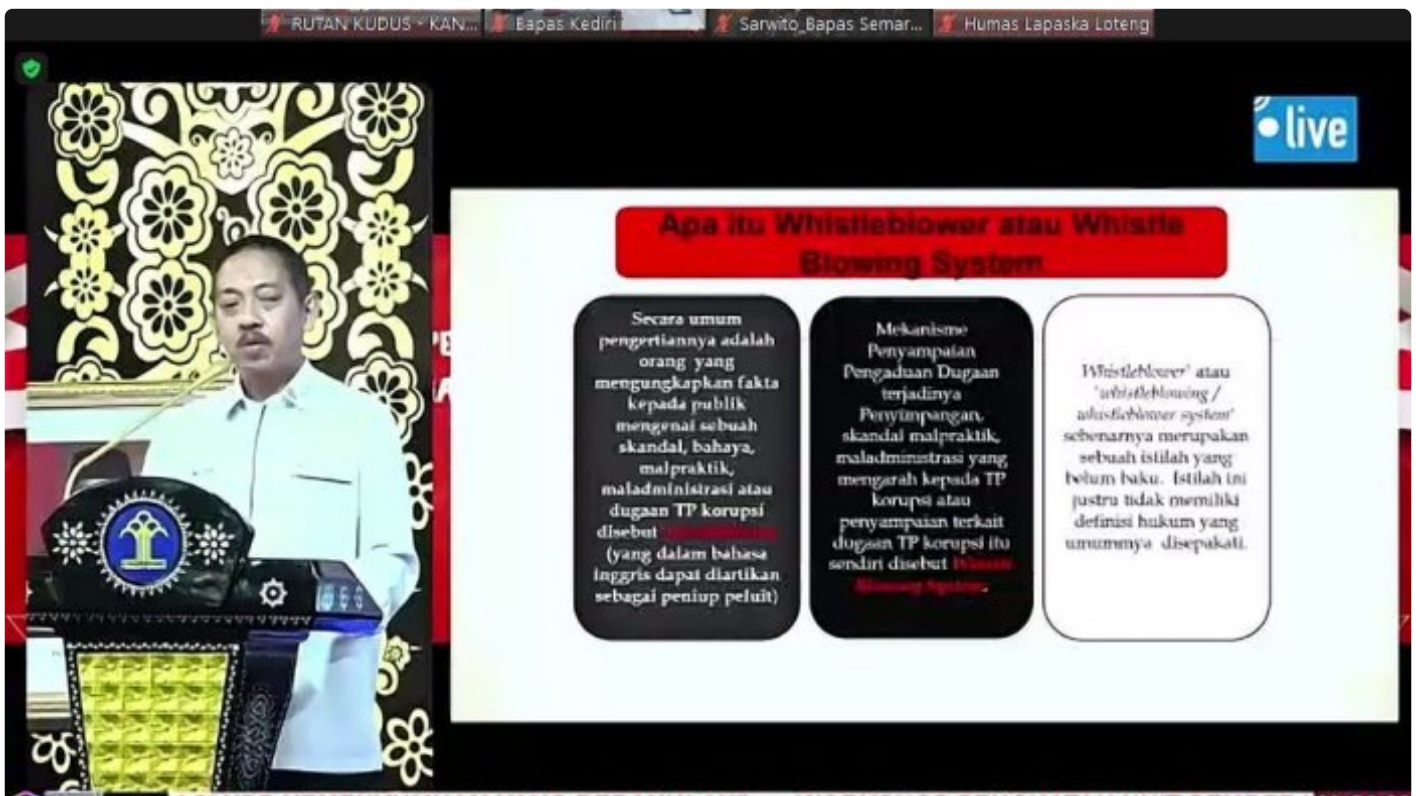 RUTAN KUDUS - KAN...
Bapas Kediri
Sarwito_Bapas Semar...
Humas Lapaska Loteng
live
Apa itu Whistleblower atau Whistle
Blowing System
Secara umum
pengertiannya adalah
orang yang
mengungkapkan fakta
kepada publik
mengenai sebuah
skandal, bahaya,
malpraktik,
maladministrasi atau
dugaan TP korupsi
disebut
(yang dalam bahasa
inggris dapat diartikan
sebagai peniup peluit)
Mekanisme
Penyampaian
Pengaduan Dugaan
terjadinya
Penyimpangan,
skandal malpraktik,
maladministrasi yang
mengarah kepada TP
korupsi atau
penyampaian terkait
dugaan TP korupsi itu
sendiri disebut Whistle
Blowing System.
Whistleblower' atau
'whistleblowing /
whistleblower system'
sebenarnya merupakan
sebuah istilah yang
belum baku. Istilah ini
justru tidak memiliki
definisi hukum yang
umumnya disepakati.